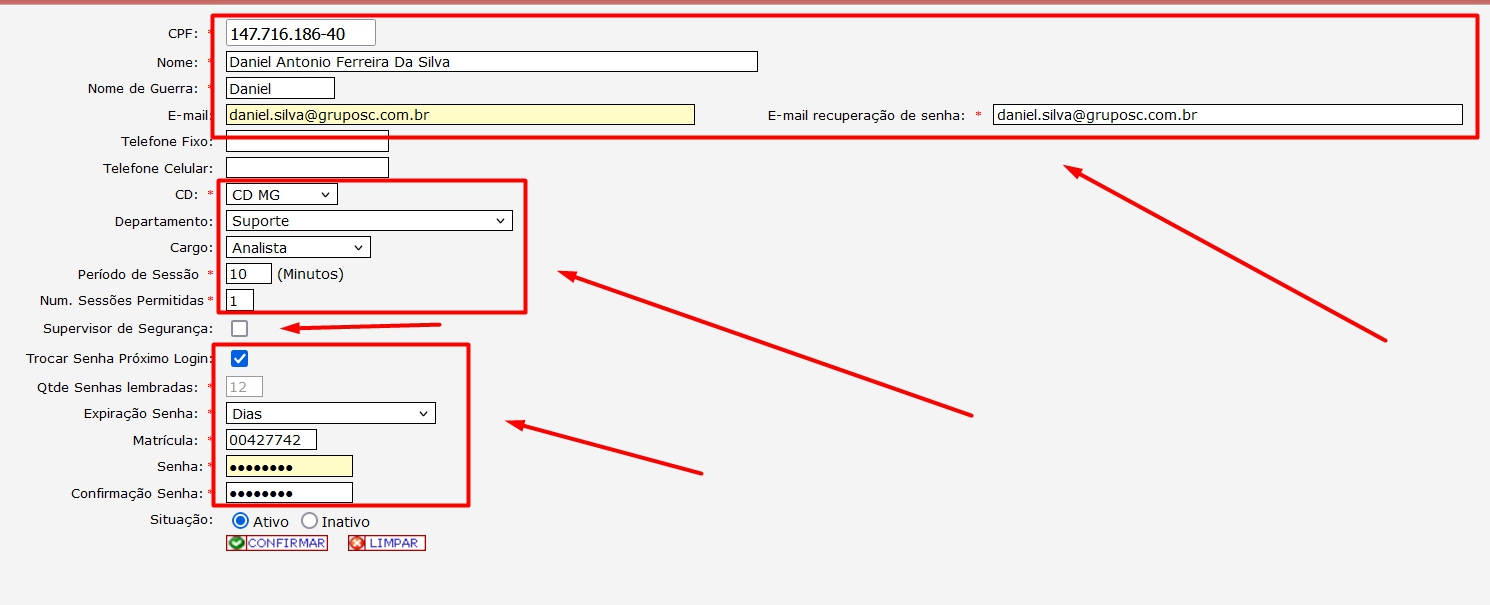 CPF: * 147.716.186-40
Nome: * Daniel Antonio Ferreira Da Silva
Nome de Guerra: * Daniel
E-mail: daniel.silva@gruposc.com.br E-mail recuperação de senha: * daniel.silva@gruposc.com.br
Telefone Fixo:
Telefone Celular:
CD: * CD MG
Departamento: Suporte
Cargo: Analista
Período de Sessão * 10 (Minutos)
Num. Sessões Permitidas * 1
Supervisor de Segurança:
Trocar Senha Próximo Login:
Qtde Senhas lembradas: * 12
Expiração Senha: * Dias
Matrícula: * 00427742
Senha: * ••••••••
Confirmação Senha: * ••••••••
Situação: Ativo Inativo
CONFIRMAR LIMPAR